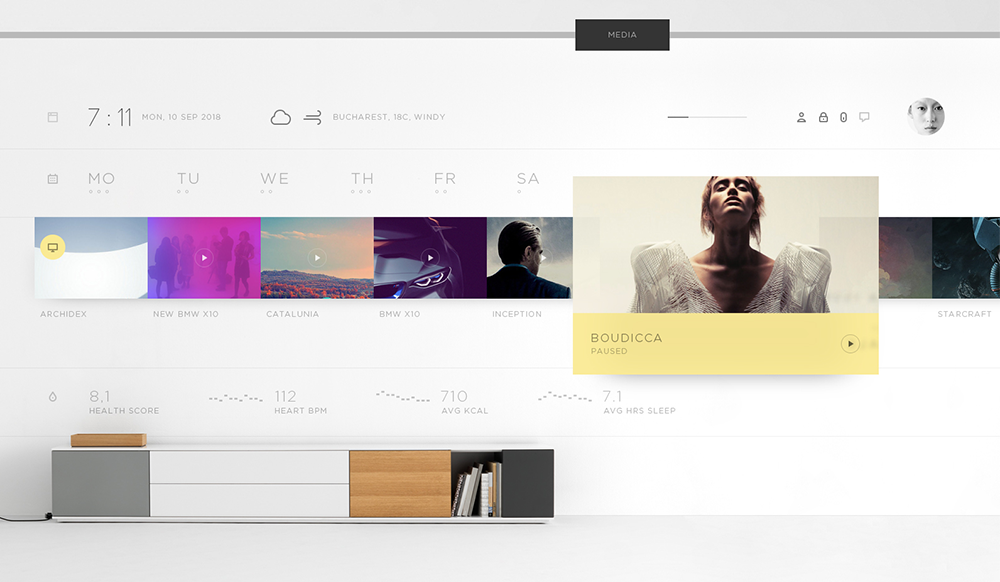 MEDIA
7:11 MON, 10 SEP 2018
BUCHAREST, 18C, WINDY
MO TU WE TH FR SA
ARCHIDEX
NEW BMW X10
CATALUNIA
BMW X10
INCEPTION
BOUDICCA
PAUSED
STARCRAFT
8,1
HEALTH SCORE
112
HEART BPM
710
AVG KCAL
7.1
AVG HRS SLEEP